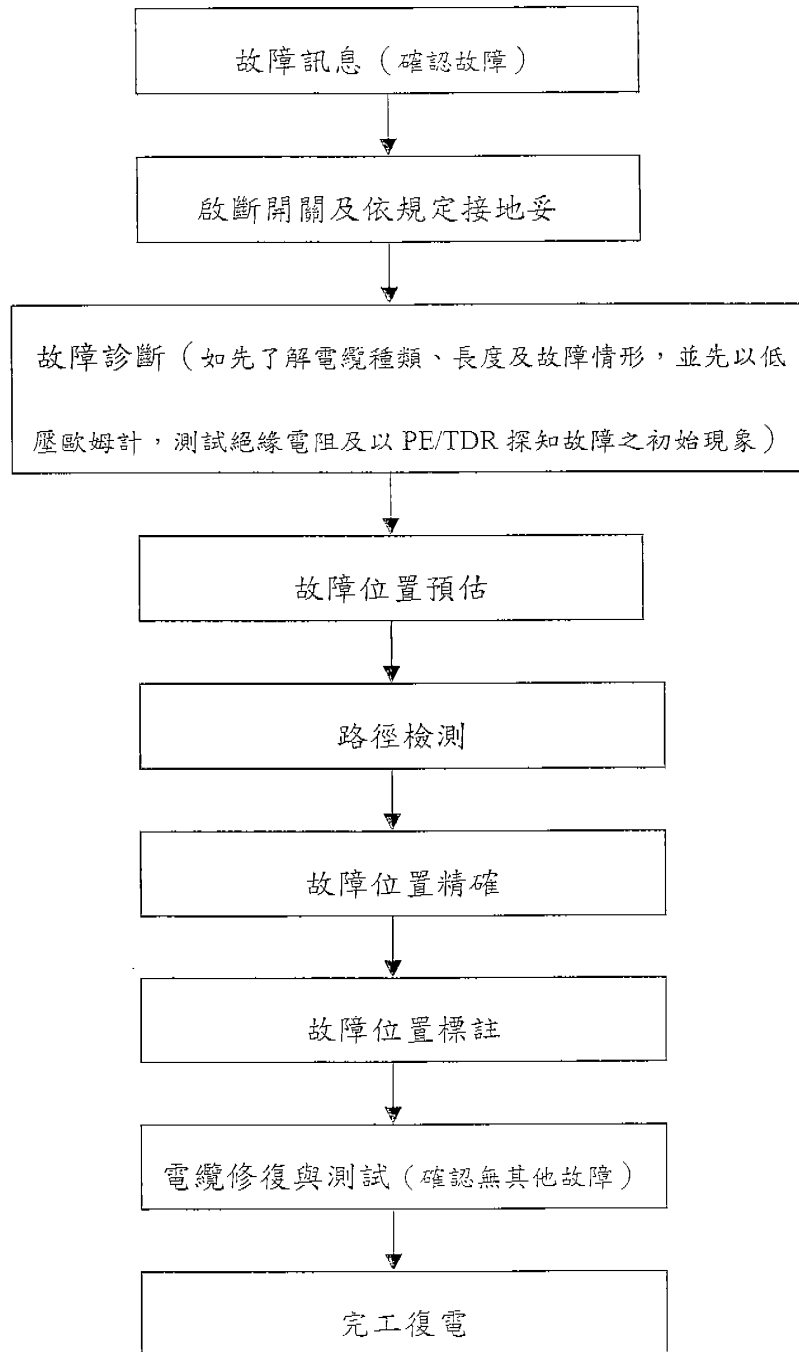 故障訊息（確認故障）
啟斷開關及依規定接地妥
故障診斷（如先了解電纜種類、長度及故障情形，並先以低
壓歐姆計，測試絕緣電阻及以 PE/TDR 探知故障之初始現象）
故障位置預估
路徑檢測
故障位置精確
故障位置標註
電纜修復與測試（確認無其他故障）
完工復電